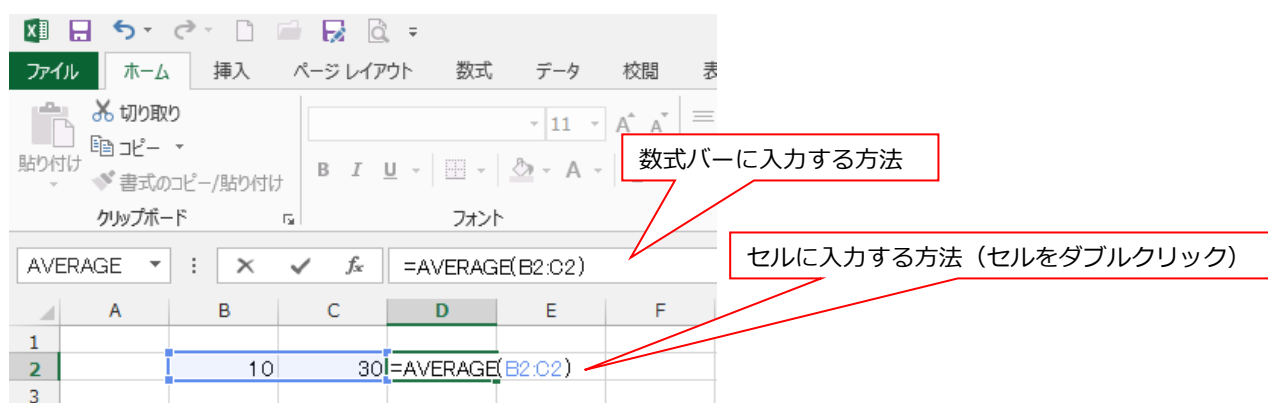 ファイル ホーム 挿入 ページ レイアウト 数式 データ 校閲 表
切り取り
コピー
書式のコピー/貼り付け
貼り付け
クリップボード
11 A A
B I U A
フォント
数式バーに入力する方法
セルに入力する方法（セルをダブルクリック）
AVERAGE fx =AVERAGE(B2:C2)
A B C D E F
1
2 10 30 =AVERAGE(B2:C2)
3